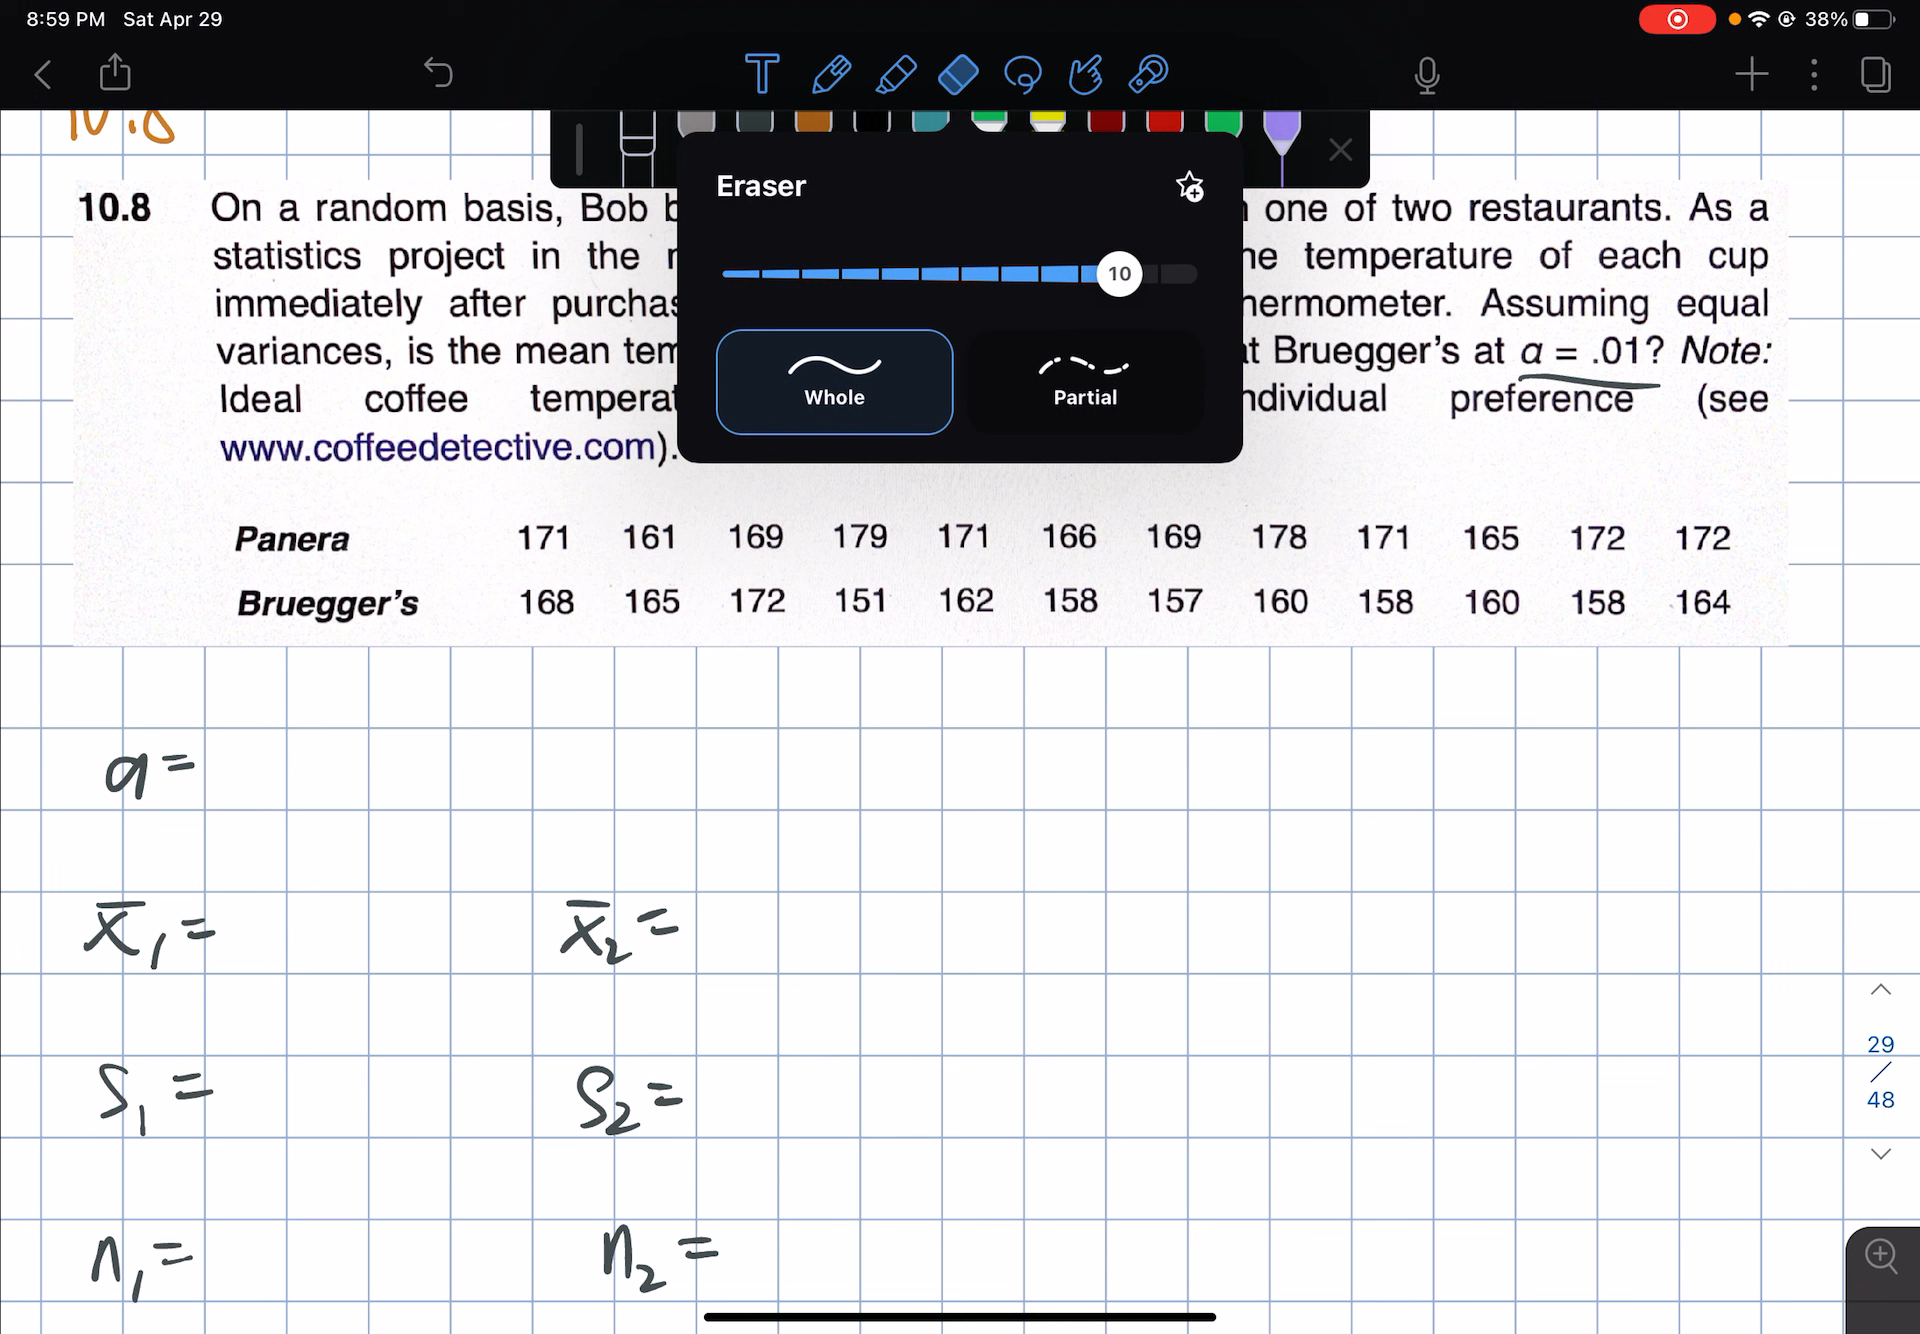 8:59 PM Sat Apr 29
38%
10.8
Eraser
10
Whole
Partial
10.8 On a random basis, Bob b one of two restaurants. As a
statistics project in the r he temperature of each cup
immediately after purchas hermometer. Assuming equal
variances, is the mean tem at Bruegger's at α = .01? Note:
Ideal coffee temperat ndividual preference (see
www.coffeedetective.com).
Panera 171 161 169 179 171 166 169 178 171 165 172 172
Bruegger's 168 165 172 151 162 158 157 160 158 160 158 164
a =
x̄₁ = x̄₂ =
S₁ = S₂ =
n₁ = n₂ =
29
/
48